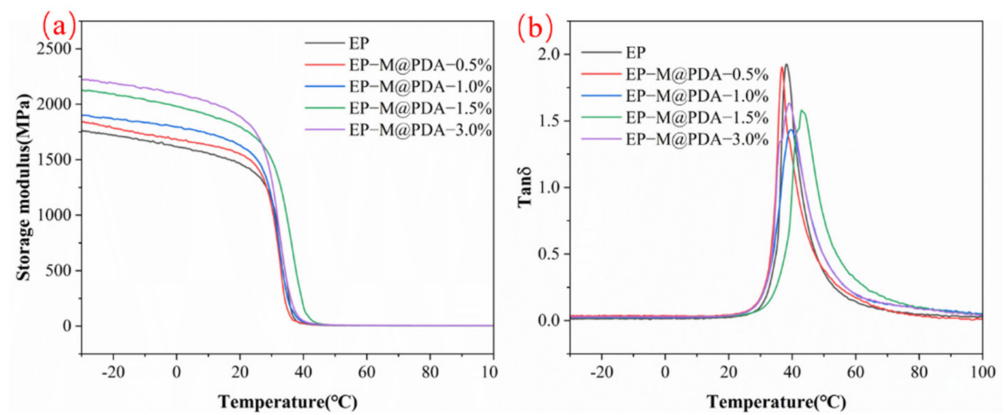 (a)
2500
2000
1500
1000
500
0
Storage modulus(MPa)
EP
EP-M@PDA-0.5%
EP-M@PDA-1.0%
EP-M@PDA-1.5%
EP-M@PDA-3.0%
-20 0 20 40 60 80 10
Temperature(℃)
(b)
2.0
1.5
1.0
0.5
0.0
Tanδ
EP
EP-M@PDA-0.5%
EP-M@PDA-1.0%
EP-M@PDA-1.5%
EP-M@PDA-3.0%
-20 0 20 40 60 80 100
Temperature(℃)